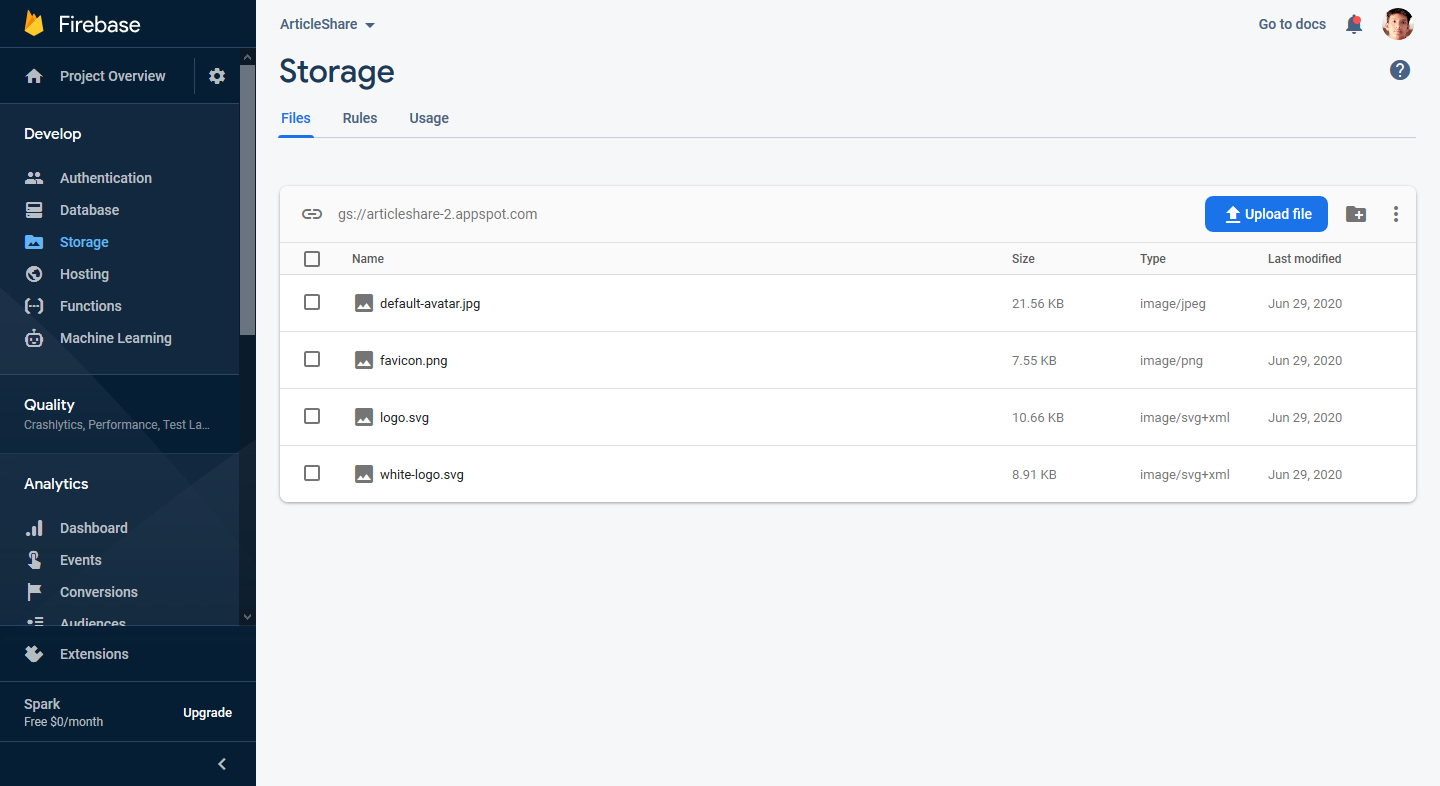 Firebase
Project Overview
Develop
Authentication
Database
Storage
Hosting
Functions
Machine Learning
Quality
Crashlytics, Performance, Test La...
Analytics
Dashboard
Events
Conversions
Audiences
Extensions
Spark
Free $0/month
Upgrade
ArticleShare
Go to docs
Storage
Files Rules Usage
gs://articleshare-2.appspot.com
Upload file
Name Size Type Last modified
default-avatar.jpg 21.56 KB image/jpeg Jun 29, 2020
favicon.png 7.55 KB image/png Jun 29, 2020
logo.svg 10.66 KB image/svg+xml Jun 29, 2020
white-logo.svg 8.91 KB image/svg+xml Jun 29, 2020